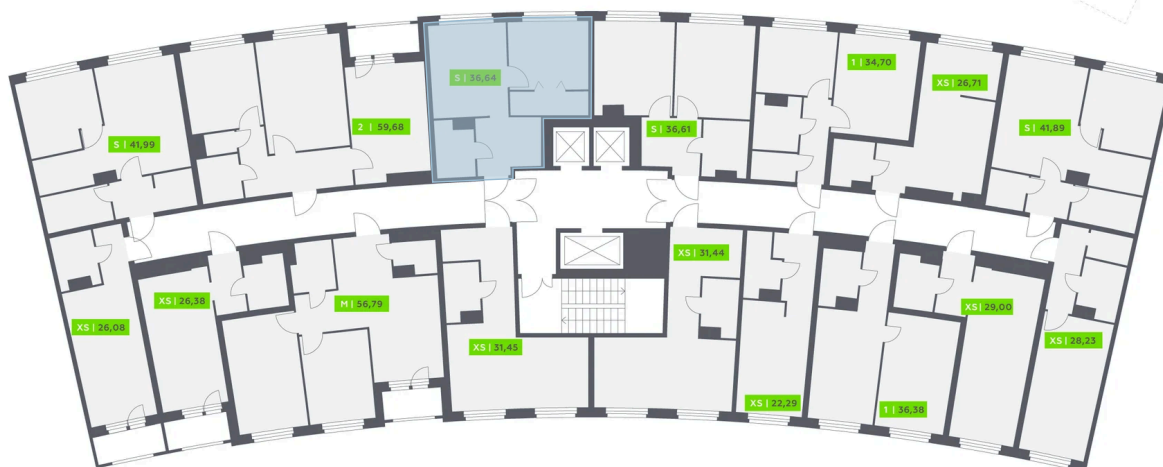 S | 36,64
1 | 34,70
XS | 26,71
2 | 59,68
S | 36,61
S | 41,89
S | 41,99
XS | 31,44
XS | 26,38
M | 56,79
XS | 29,00
XS | 26,08
XS | 31,45
XS | 28,23
XS | 22,29
1 | 36,38